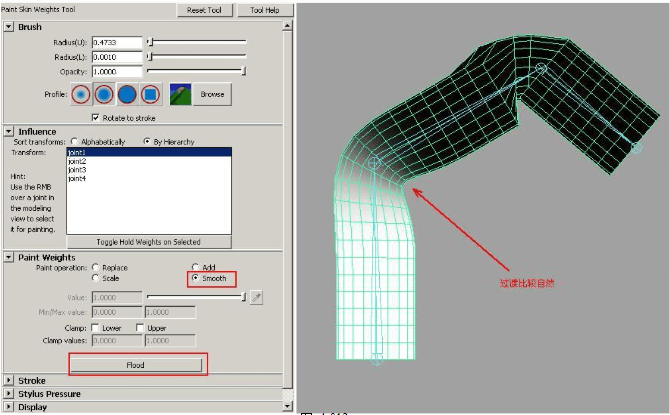 Paint Skin Weights Tool
Reset Tool
Tool Help
Brush
Radius(U): 0.4733
Radius(L): 0.0010
Opacity: 1.0000
Profile:
Browse
Rotate to stroke
Influence
Sort transforms: Alphabetically By Hierarchy
Transform:
joint1
joint2
joint3
joint4
Hint:
Use the RMB
over a joint in
the modeling
view to select
it for painting.
Toggle Hold Weights on Selected
Paint Weights
Paint operation: Replace Add
Scale Smooth
Value: 1.0000
Min/Max value: 0.0000 1.0000
Clamp: Lower Upper
Clamp values: 0.0000 1.0000
Flood
Stroke
Stylus Pressure
Display
过渡比较自然